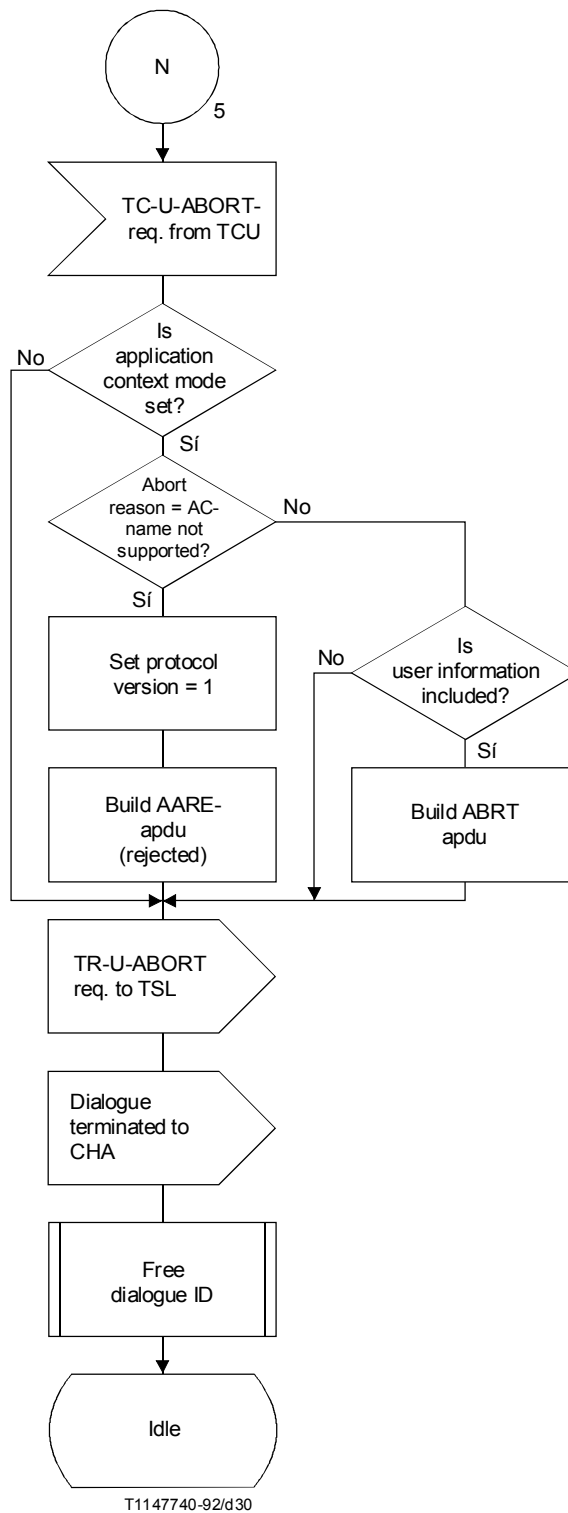 N
5
TC-U-ABORT-
req. from TCU
Is
application
context mode
set?
No
Sí
Abort
reason = AC-
name not
supported?
No
Sí
Set protocol
version = 1
Is
user information
included?
No
Sí
Build AARE-
apdu
(rejected)
Build ABRT
apdu
TR-U-ABORT
req. to TSL
Dialogue
terminated to
CHA
Free
dialogue ID
Idle
T1147740-92/d30